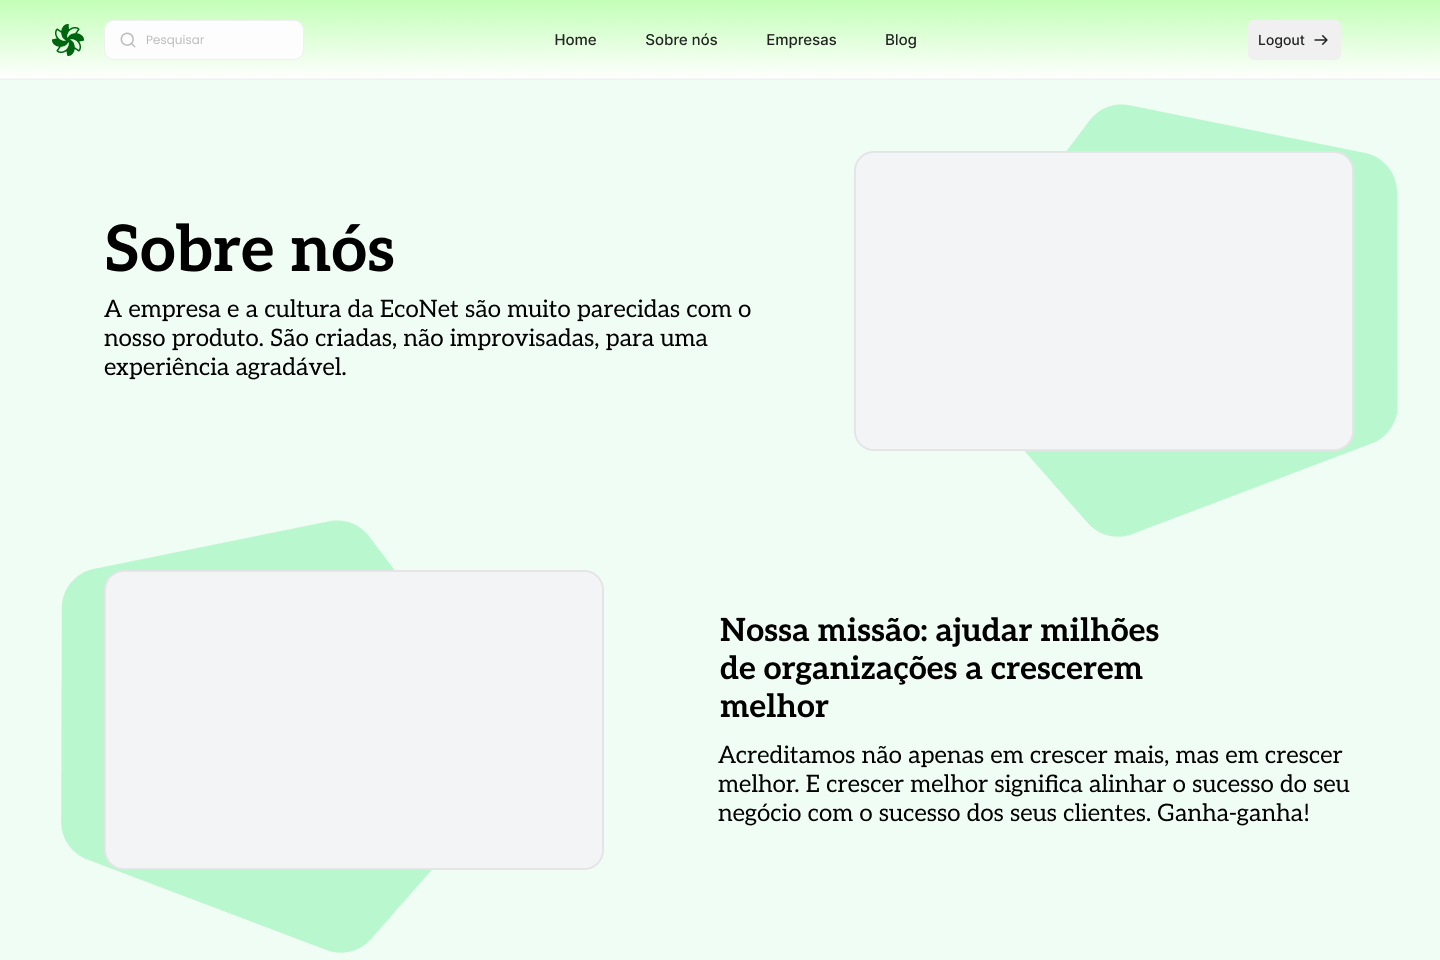 Pesquisar
Home
Sobre nós
Empresas
Blog
Logout
Sobre nós
A empresa e a cultura da EcoNet são muito parecidas com o
nosso produto. São criadas, não improvisadas, para uma
experiência agradável.
Nossa missão: ajudar milhões
de organizações a crescerem
melhor
Acreditamos não apenas em crescer mais, mas em crescer
melhor. E crescer melhor significa alinhar o sucesso do seu
negócio com o sucesso dos seus clientes. Ganha-ganha!